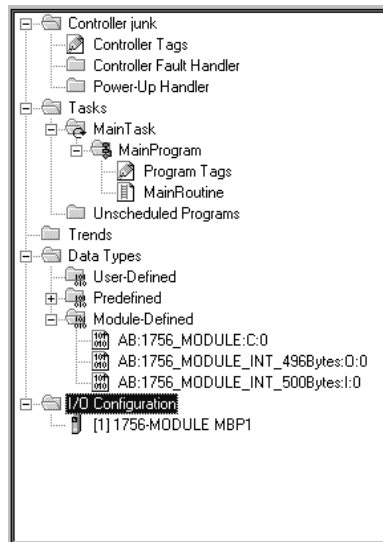 Controller junk
Controller Tags
Controller Fault Handler
Power-Up Handler
Tasks
MainTask
MainProgram
Program Tags
MainRoutine
Unscheduled Programs
Trends
Data Types
User-Defined
Predefined
Module-Defined
AB:1756_MODULE:C:0
AB:1756_MODULE_INT_496Bytes:O:0
AB:1756_MODULE_INT_500Bytes:I:0
I/O Configuration
[1] 1756-MODULE MBP1